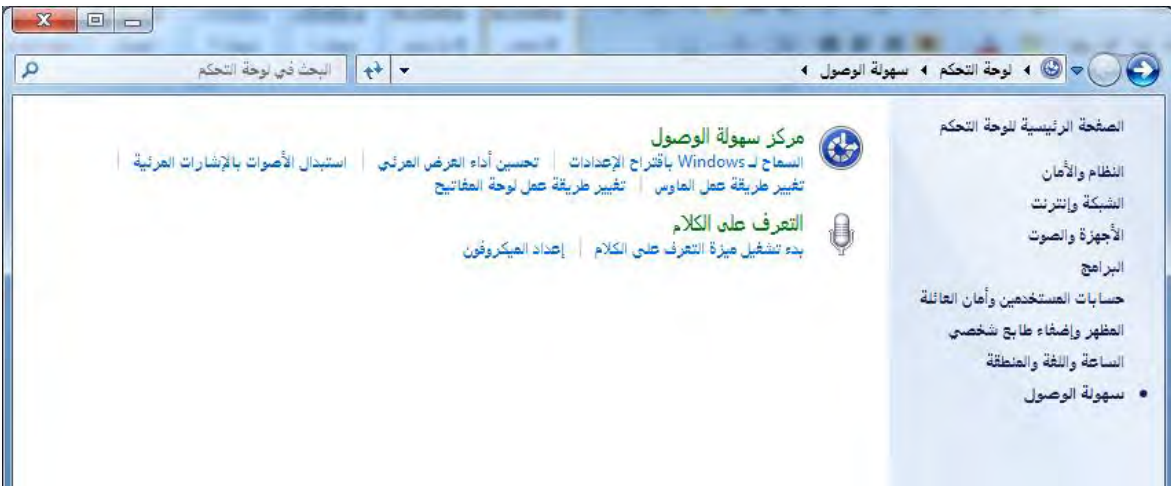 لوحة التحكم ◂ سهولة الوصول ◂
البحث في لوحة التحكم
الصفحة الرئيسية للوحة التحكم
النظام والأمان
الشبكة وإنترنت
الأجهزة والصوت
البرامج
حسابات المستخدمين وأمان العائلة
المظهر وإضفاء طابع شخصي
الساعة واللغة والمنطقة
سهولة الوصول
مركز سهولة الوصول
السماح لـ Windows باقتراح الإعدادات | تحسين أداء العرض المرئي | استبدال الأصوات بالإشارات المرئية
تغيير طريقة عمل الماوس | تغيير طريقة عمل لوحة المفاتيح
التعرف على الكلام
بدء تشغيل ميزة التعرف على الكلام | إعداد الميكروفون